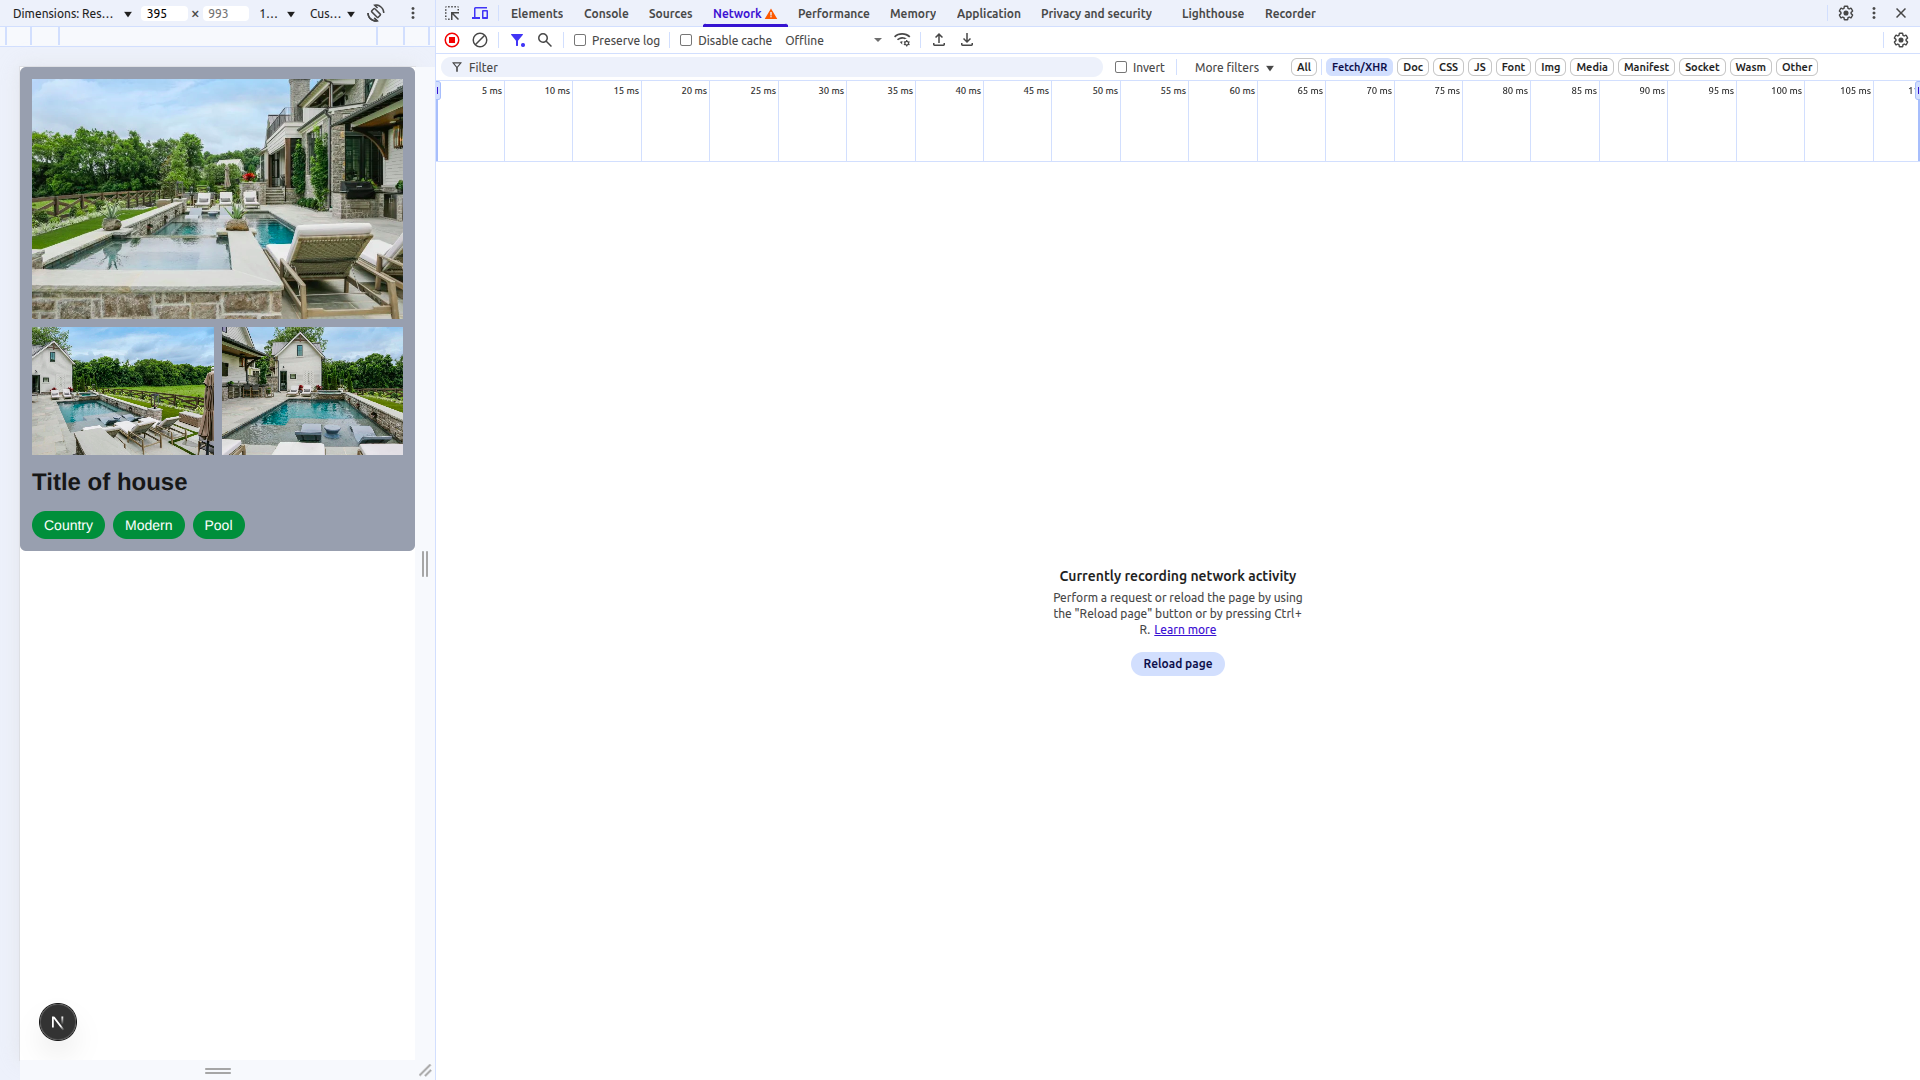 Dimensions: Res...
395 × 993
1...
Cus...
Elements Console Sources Network Performance Memory Application Privacy and security Lighthouse Recorder
Preserve log Disable cache Offline
Filter Invert More filters All Fetch/XHR Doc CSS JS Font Img Media Manifest Socket Wasm Other
5 ms 10 ms 15 ms 20 ms 25 ms 30 ms 35 ms 40 ms 45 ms 50 ms 55 ms 60 ms 65 ms 70 ms 75 ms 80 ms 85 ms 90 ms 95 ms 100 ms 105 ms
Title of house
Country Modern Pool
N
Currently recording network activity
Perform a request or reload the page by using
the "Reload page" button or by pressing Ctrl+
R. Learn more
Reload page